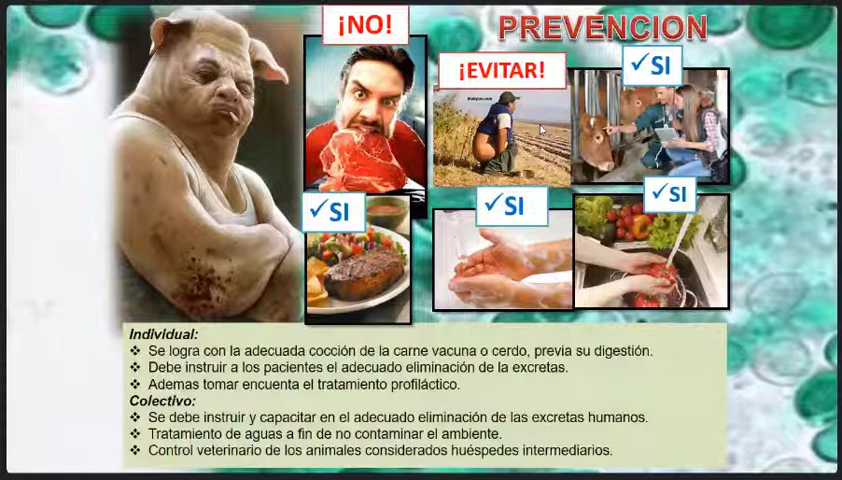 PREVENCION
¡NO!
¡EVITAR!
✓SI
✓SI
✓SI
✓SI
Individual:
❖ Se logra con la adecuada cocción de la carne vacuna o cerdo, previa su digestión.
❖ Debe instruir a los pacientes el adecuado eliminación de la excretas.
❖ Ademas tomar encuenta el tratamiento profiláctico.
Colectivo:
❖ Se debe instruir y capacitar en el adecuado eliminación de las excretas humanos.
❖ Tratamiento de aguas a fin de no contaminar el ambiente.
❖ Control veterinario de los animales considerados huéspedes intermediarios.